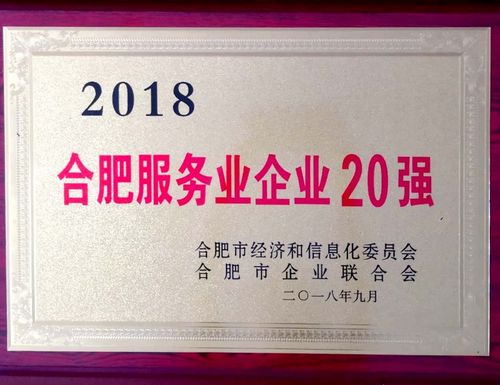 2018
合肥服务业企业20强
合肥市经济和信息化委员会
合肥市企业联合会
二〇一八年九月